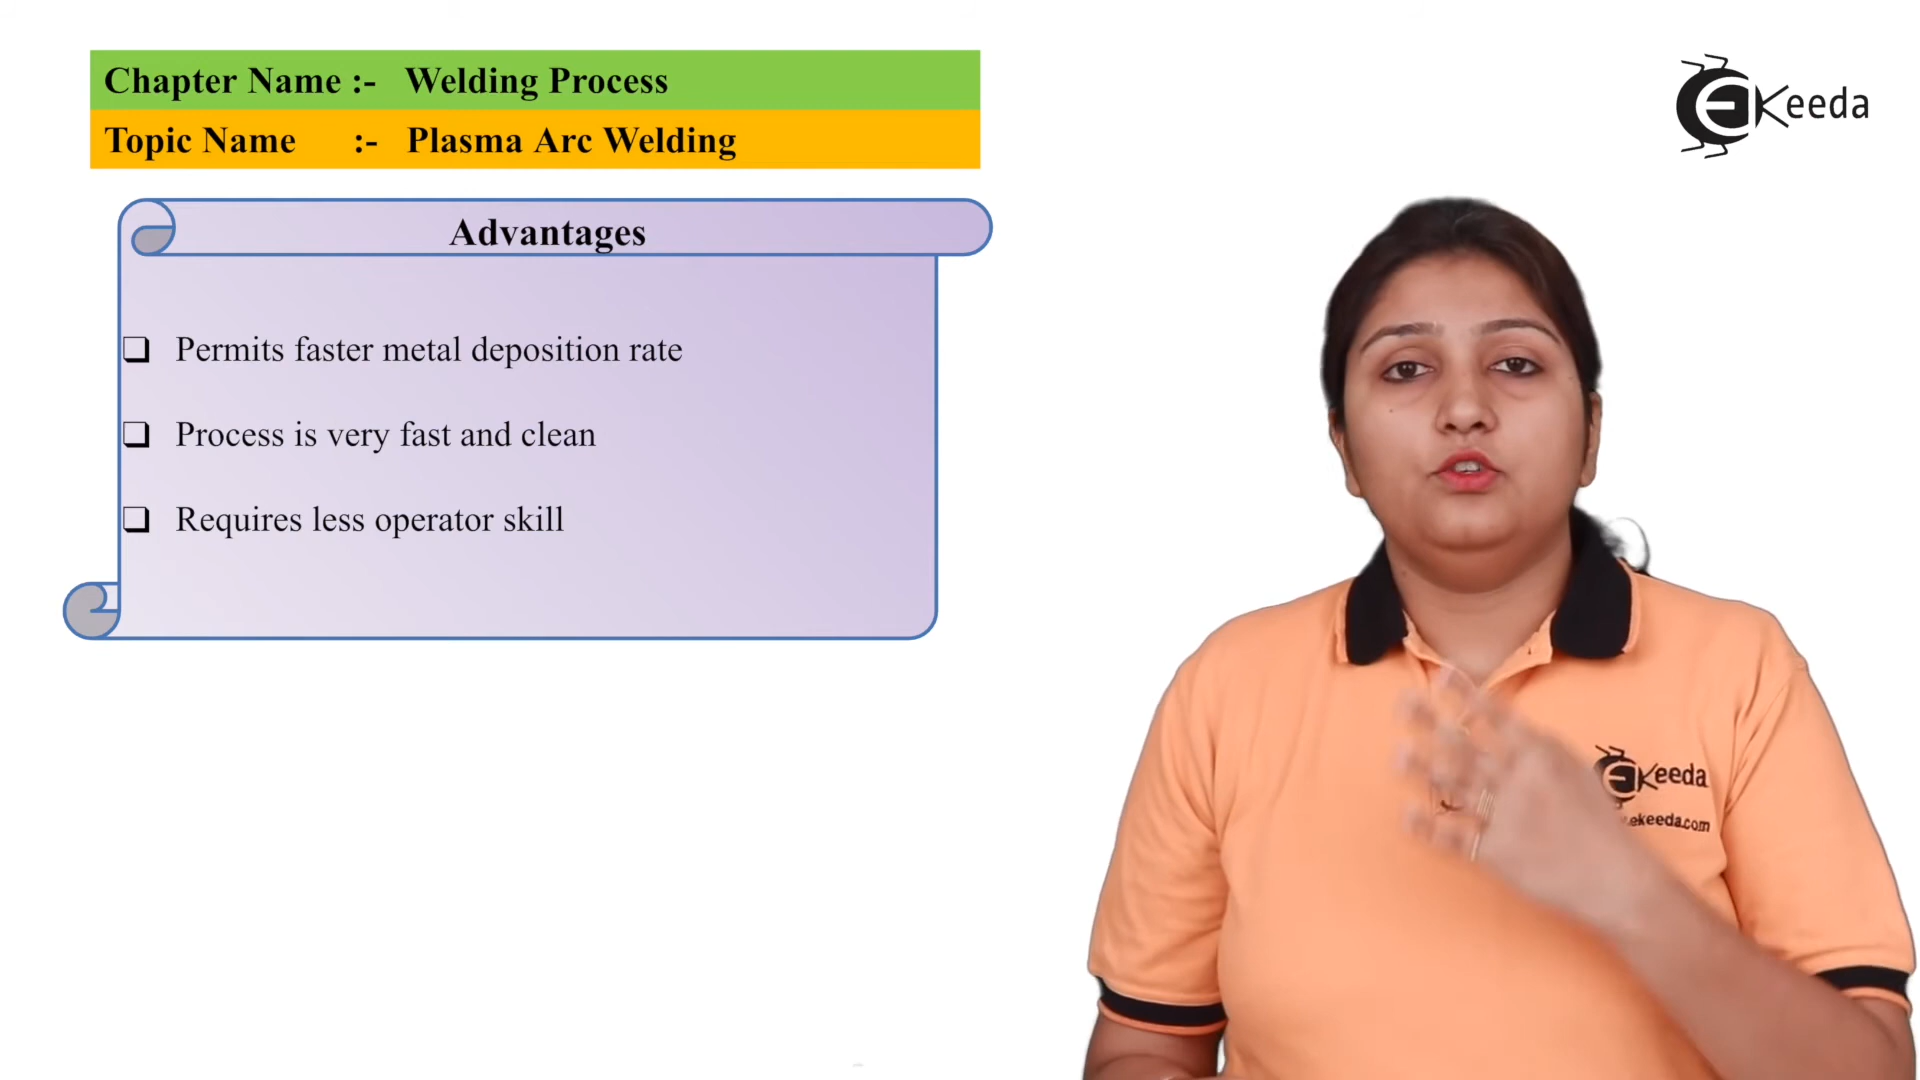 Chapter Name :- Welding Process
Topic Name :- Plasma Arc Welding
Keeda
Advantages
❑ Permits faster metal deposition rate
❑ Process is very fast and clean
❑ Requires less operator skill
Keeda
.ekeeda.com